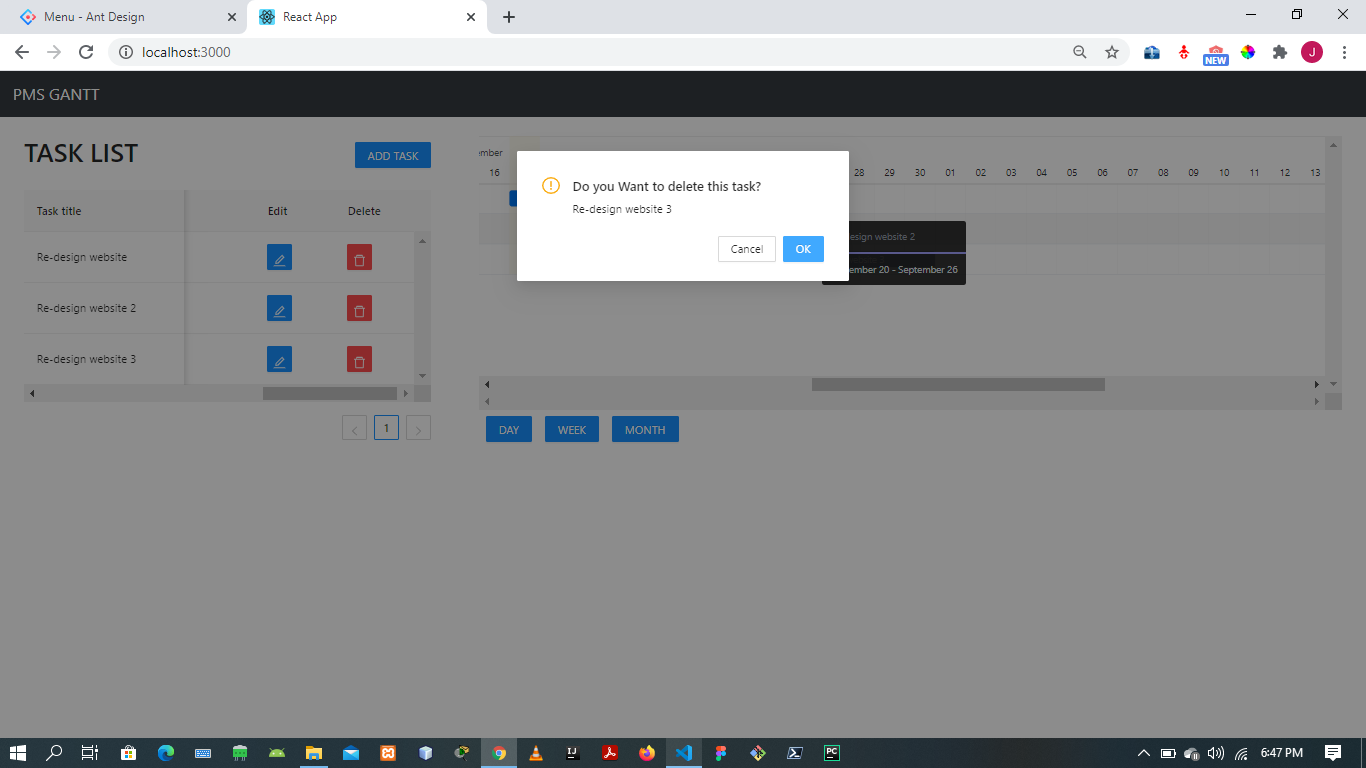 Menu - Ant Design
React App
localhost:3000
NEW
J
PMS GANTT
TASK LIST
ADD TASK
Task title
Edit
Delete
Re-design website
Re-design website 2
Re-design website 3
1
mber
16
28 29 30 01 02 03 04 05 06 07 08 09 10 11 12 13
Do you Want to delete this task?
Re-design website 3
Cancel
OK
esign website 2
ember 20 - September 26
DAY
WEEK
MONTH
IJ
PC
6:47 PM